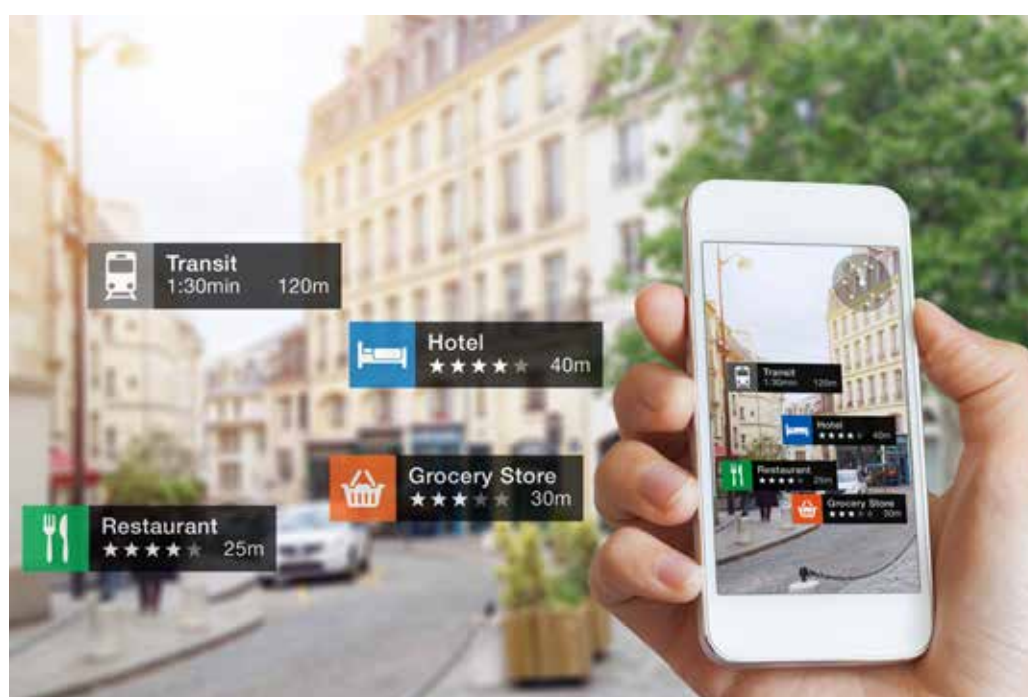 Transit
1:30min 120m
Hotel
★★★★★ 40m
Grocery Store
★★★★★ 30m
Restaurant
★★★★★ 25m
Transit
1:30min 120m
Hotel
★★★★★ 40m
Restaurant
★★★★★ 25m
Grocery Store
★★★★★ 30m